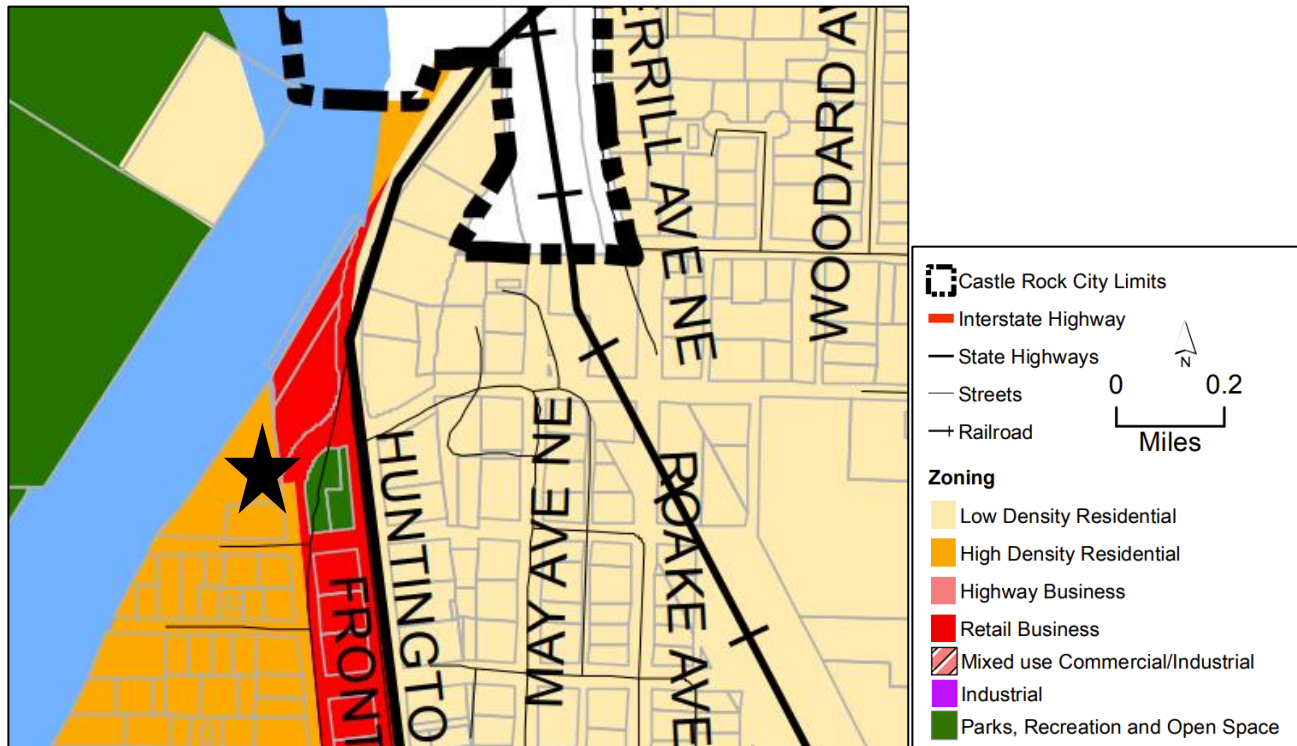 ERRILL AVE NE
WOODARD AV
HUNTINGTO
FRONT
MAY AVE NE
ROAKE AVE
Castle Rock City Limits
Interstate Highway
State Highways
Streets
Railroad
N
0 0.2
Miles
Zoning
Low Density Residential
High Density Residential
Highway Business
Retail Business
Mixed use Commercial/Industrial
Industrial
Parks, Recreation and Open Space